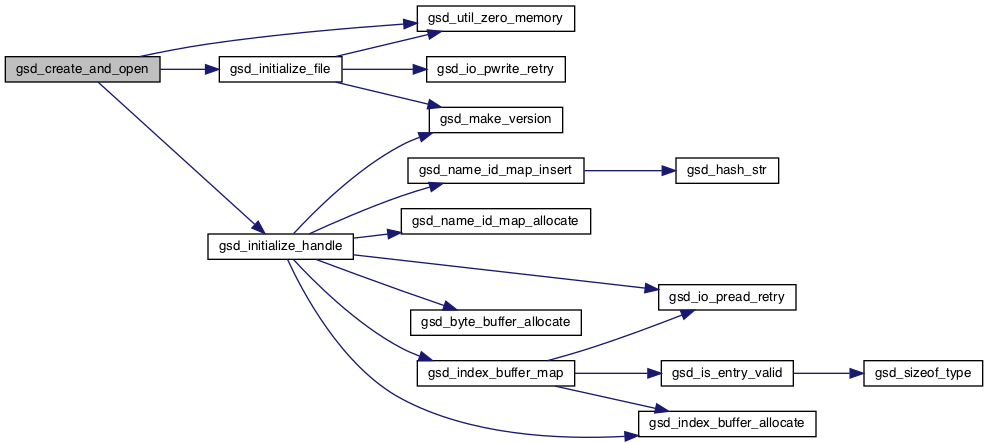 gsd_util_zero_memory
gsd_create_and_open
gsd_initialize_file
gsd_io_pwrite_retry
gsd_make_version
gsd_name_id_map_insert
gsd_hash_str
gsd_name_id_map_allocate
gsd_initialize_handle
gsd_io_pread_retry
gsd_byte_buffer_allocate
gsd_index_buffer_map
gsd_is_entry_valid
gsd_sizeof_type
gsd_index_buffer_allocate